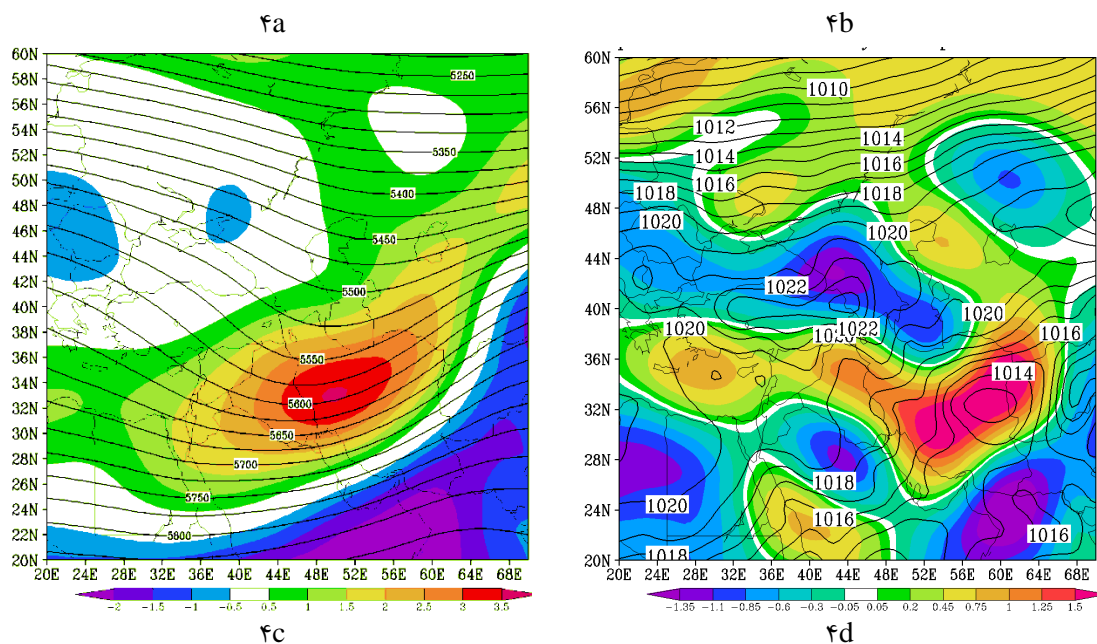 ۴a ۴b
60N
56N
52N
48N
44N
40N
36N
32N
28N
24N
20N
20E 24E 28E 32E 36E 40E 44E 48E 52E 56E 60E 64E 68E
1010
1012
1014
1014
1016
1016
1018
1018
1020
1020
1022
1020
1020
1022
1016
1014
1018
1020
1016
1016
1018
-1.35 -1.1 -0.85 -0.6 -0.3 -0.05 0.05 0.2 0.45 0.75 1 1.25 1.5
60N
58N
56N
54N
52N
50N
48N
46N
44N
42N
40N
38N
36N
34N
32N
30N
28N
26N
24N
22N
20N
5250
5350
5400
5450
5500
5550
5600
5650
5700
5750
5800
20E 24E 28E 32E 36E 40E 44E 48E 52E 56E 60E 64E 68E
-2 -1.5 -1 -0.5 0.5 1 1.5 2 2.5 3 3.5
۴c ۴d